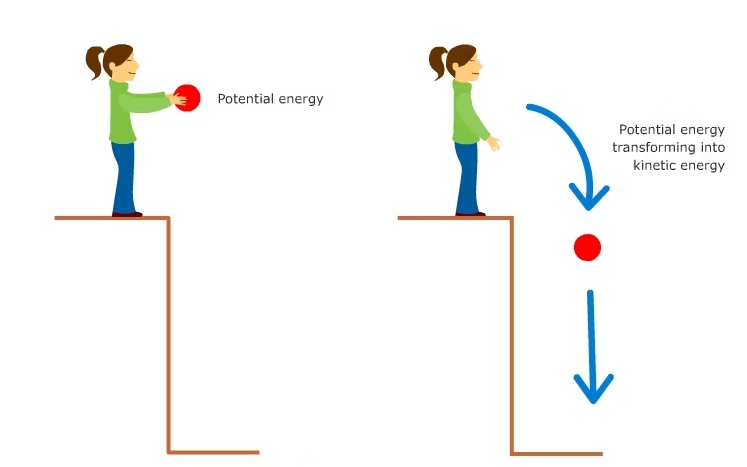 Potential energy
Potential energy
transforming into
kinetic energy